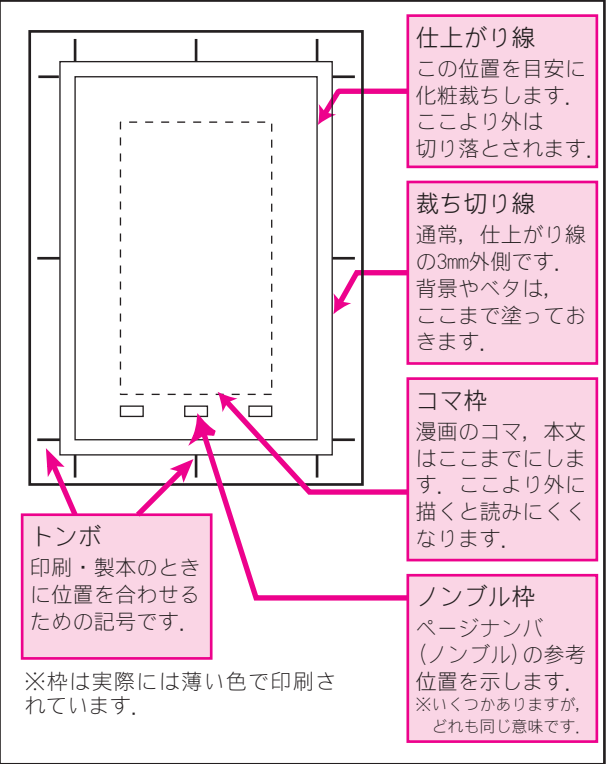 仕上がり線
この位置を目安に
化粧裁ちします．
ここより外は
切り落とされます．
裁ち切り線
通常，仕上がり線
の3㎜外側です．
背景やベタは，
ここまで塗ってお
きます．
コマ枠
漫画のコマ，本文
はここまでにしま
す．ここより外に
描くと読みにくく
なります．
トンボ
印刷・製本のとき
に位置を合わせる
ための記号です．
※枠は実際には薄い色で印刷さ
れています．
ノンブル枠
ページナンバ
(ノンブル)の参考
位置を示します．
※いくつかありますが，
どれも同じ意味です．